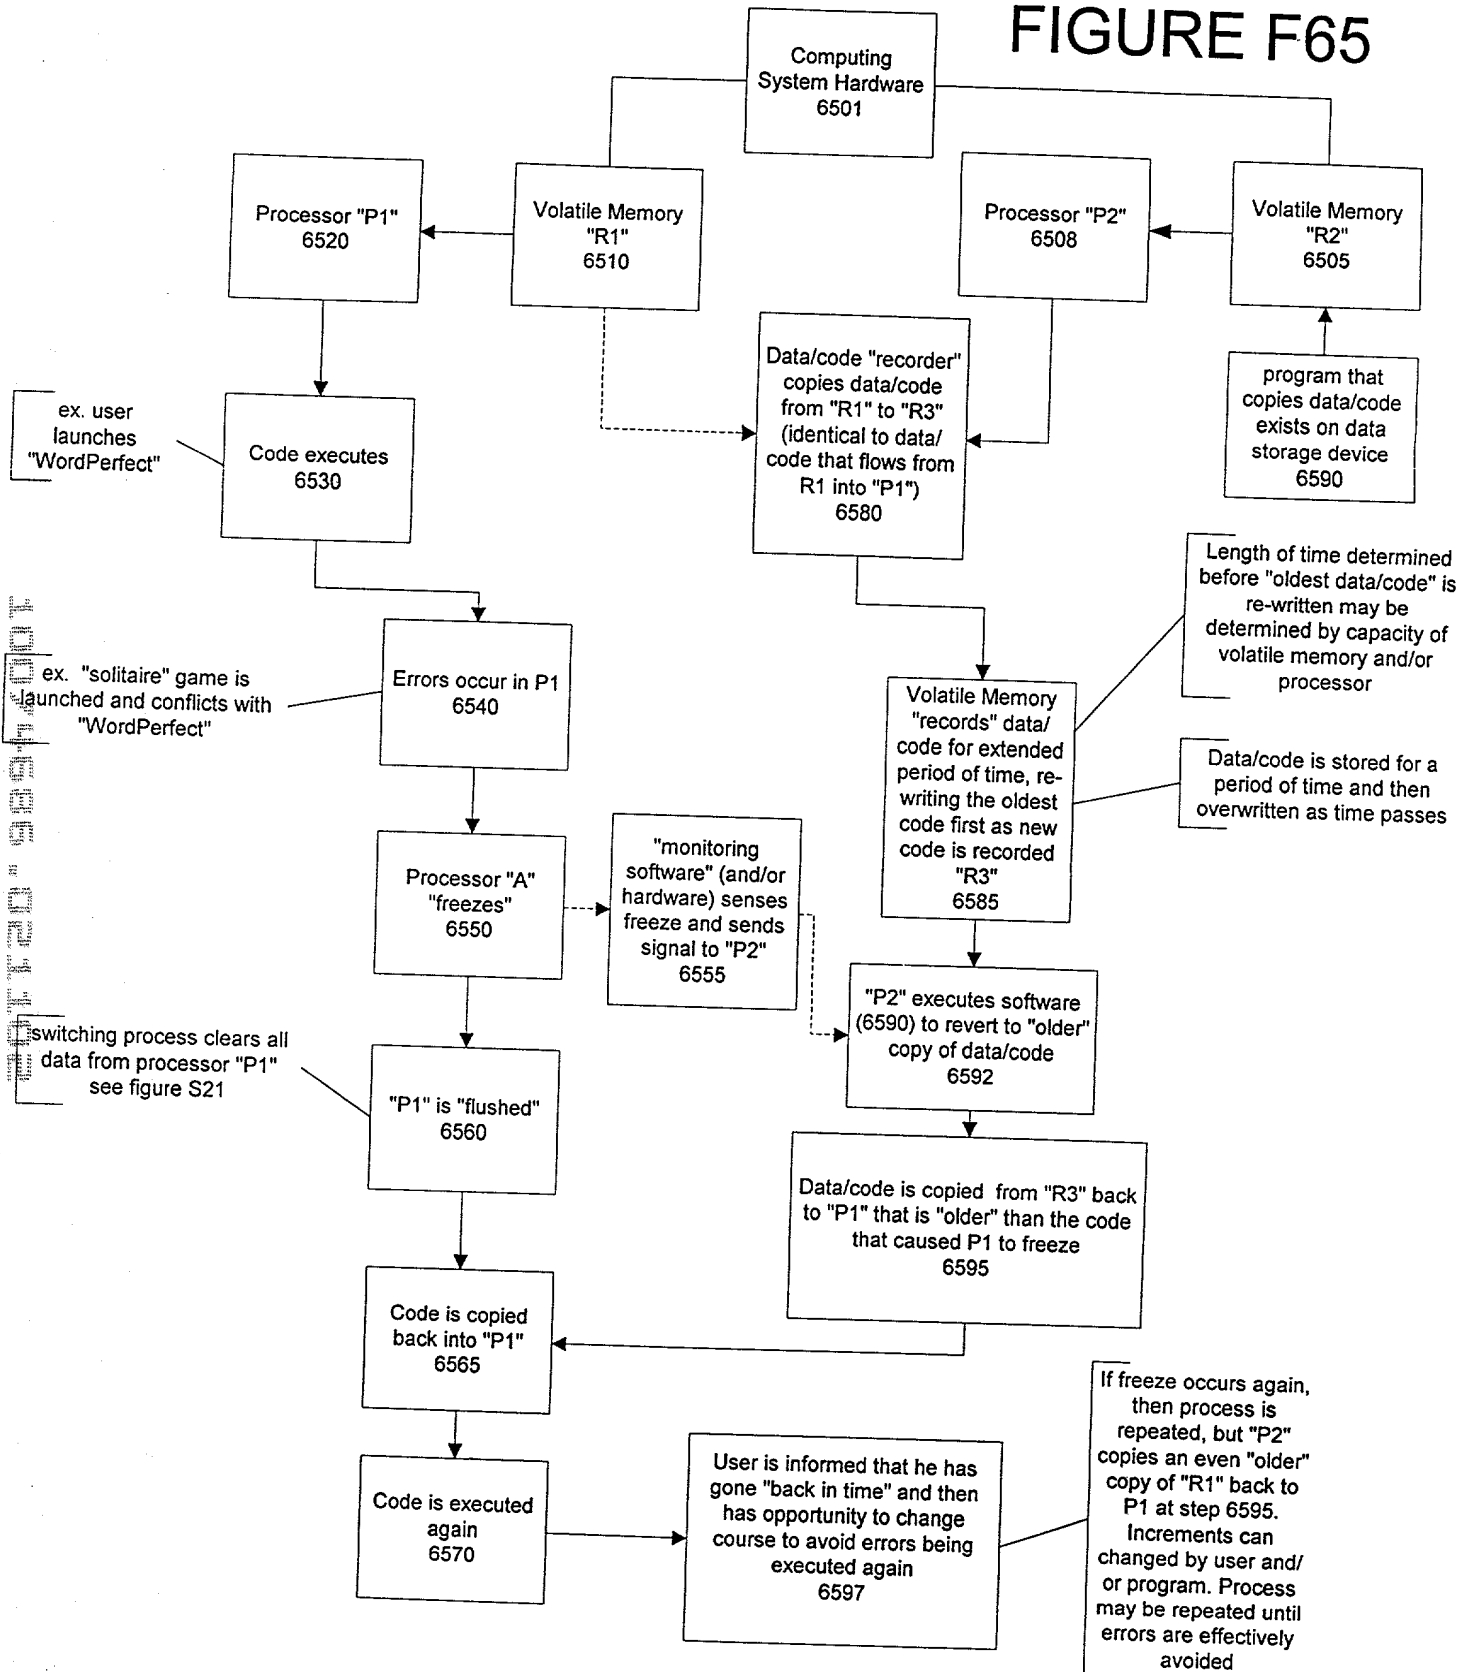 FIGURE F65
Computing
System Hardware
6501
Processor "P1"
6520
Volatile Memory
"R1"
6510
Processor "P2"
6508
Volatile Memory
"R2"
6505
Data/code "recorder"
copies data/code
from "R1" to "R3"
(identical to data/
code that flows from
R1 into "P1")
6580
program that
copies data/code
exists on data
storage device
6590
ex. user
launches
"WordPerfect"
Code executes
6530
Length of time determined
before "oldest data/code" is
re-written may be
determined by capacity of
volatile memory and/or
processor
ex. "solitaire" game is
launched and conflicts with
"WordPerfect"
Errors occur in P1
6540
Volatile Memory
"records" data/
code for extended
period of time, re-
writing the oldest
code first as new
code is recorded
"R3"
6585
Data/code is stored for a
period of time and then
overwritten as time passes
Processor "A"
"freezes"
6550
"monitoring
software" (and/or
hardware) senses
freeze and sends
signal to "P2"
6555
"P2" executes software
(6590) to revert to "older"
copy of data/code
6592
switching process clears all
data from processor "P1"
see figure S21
"P1" is "flushed"
6560
Data/code is copied from "R3" back
to "P1" that is "older" than the code
that caused P1 to freeze
6595
Code is copied
back into "P1"
6565
Code is executed
again
6570
User is informed that he has
gone "back in time" and then
has opportunity to change
course to avoid errors being
executed again
6597
If freeze occurs again,
then process is
repeated, but "P2"
copies an even "older"
copy of "R1" back to
P1 at step 6595.
Increments can
changed by user and/
or program. Process
may be repeated until
errors are effectively
avoided